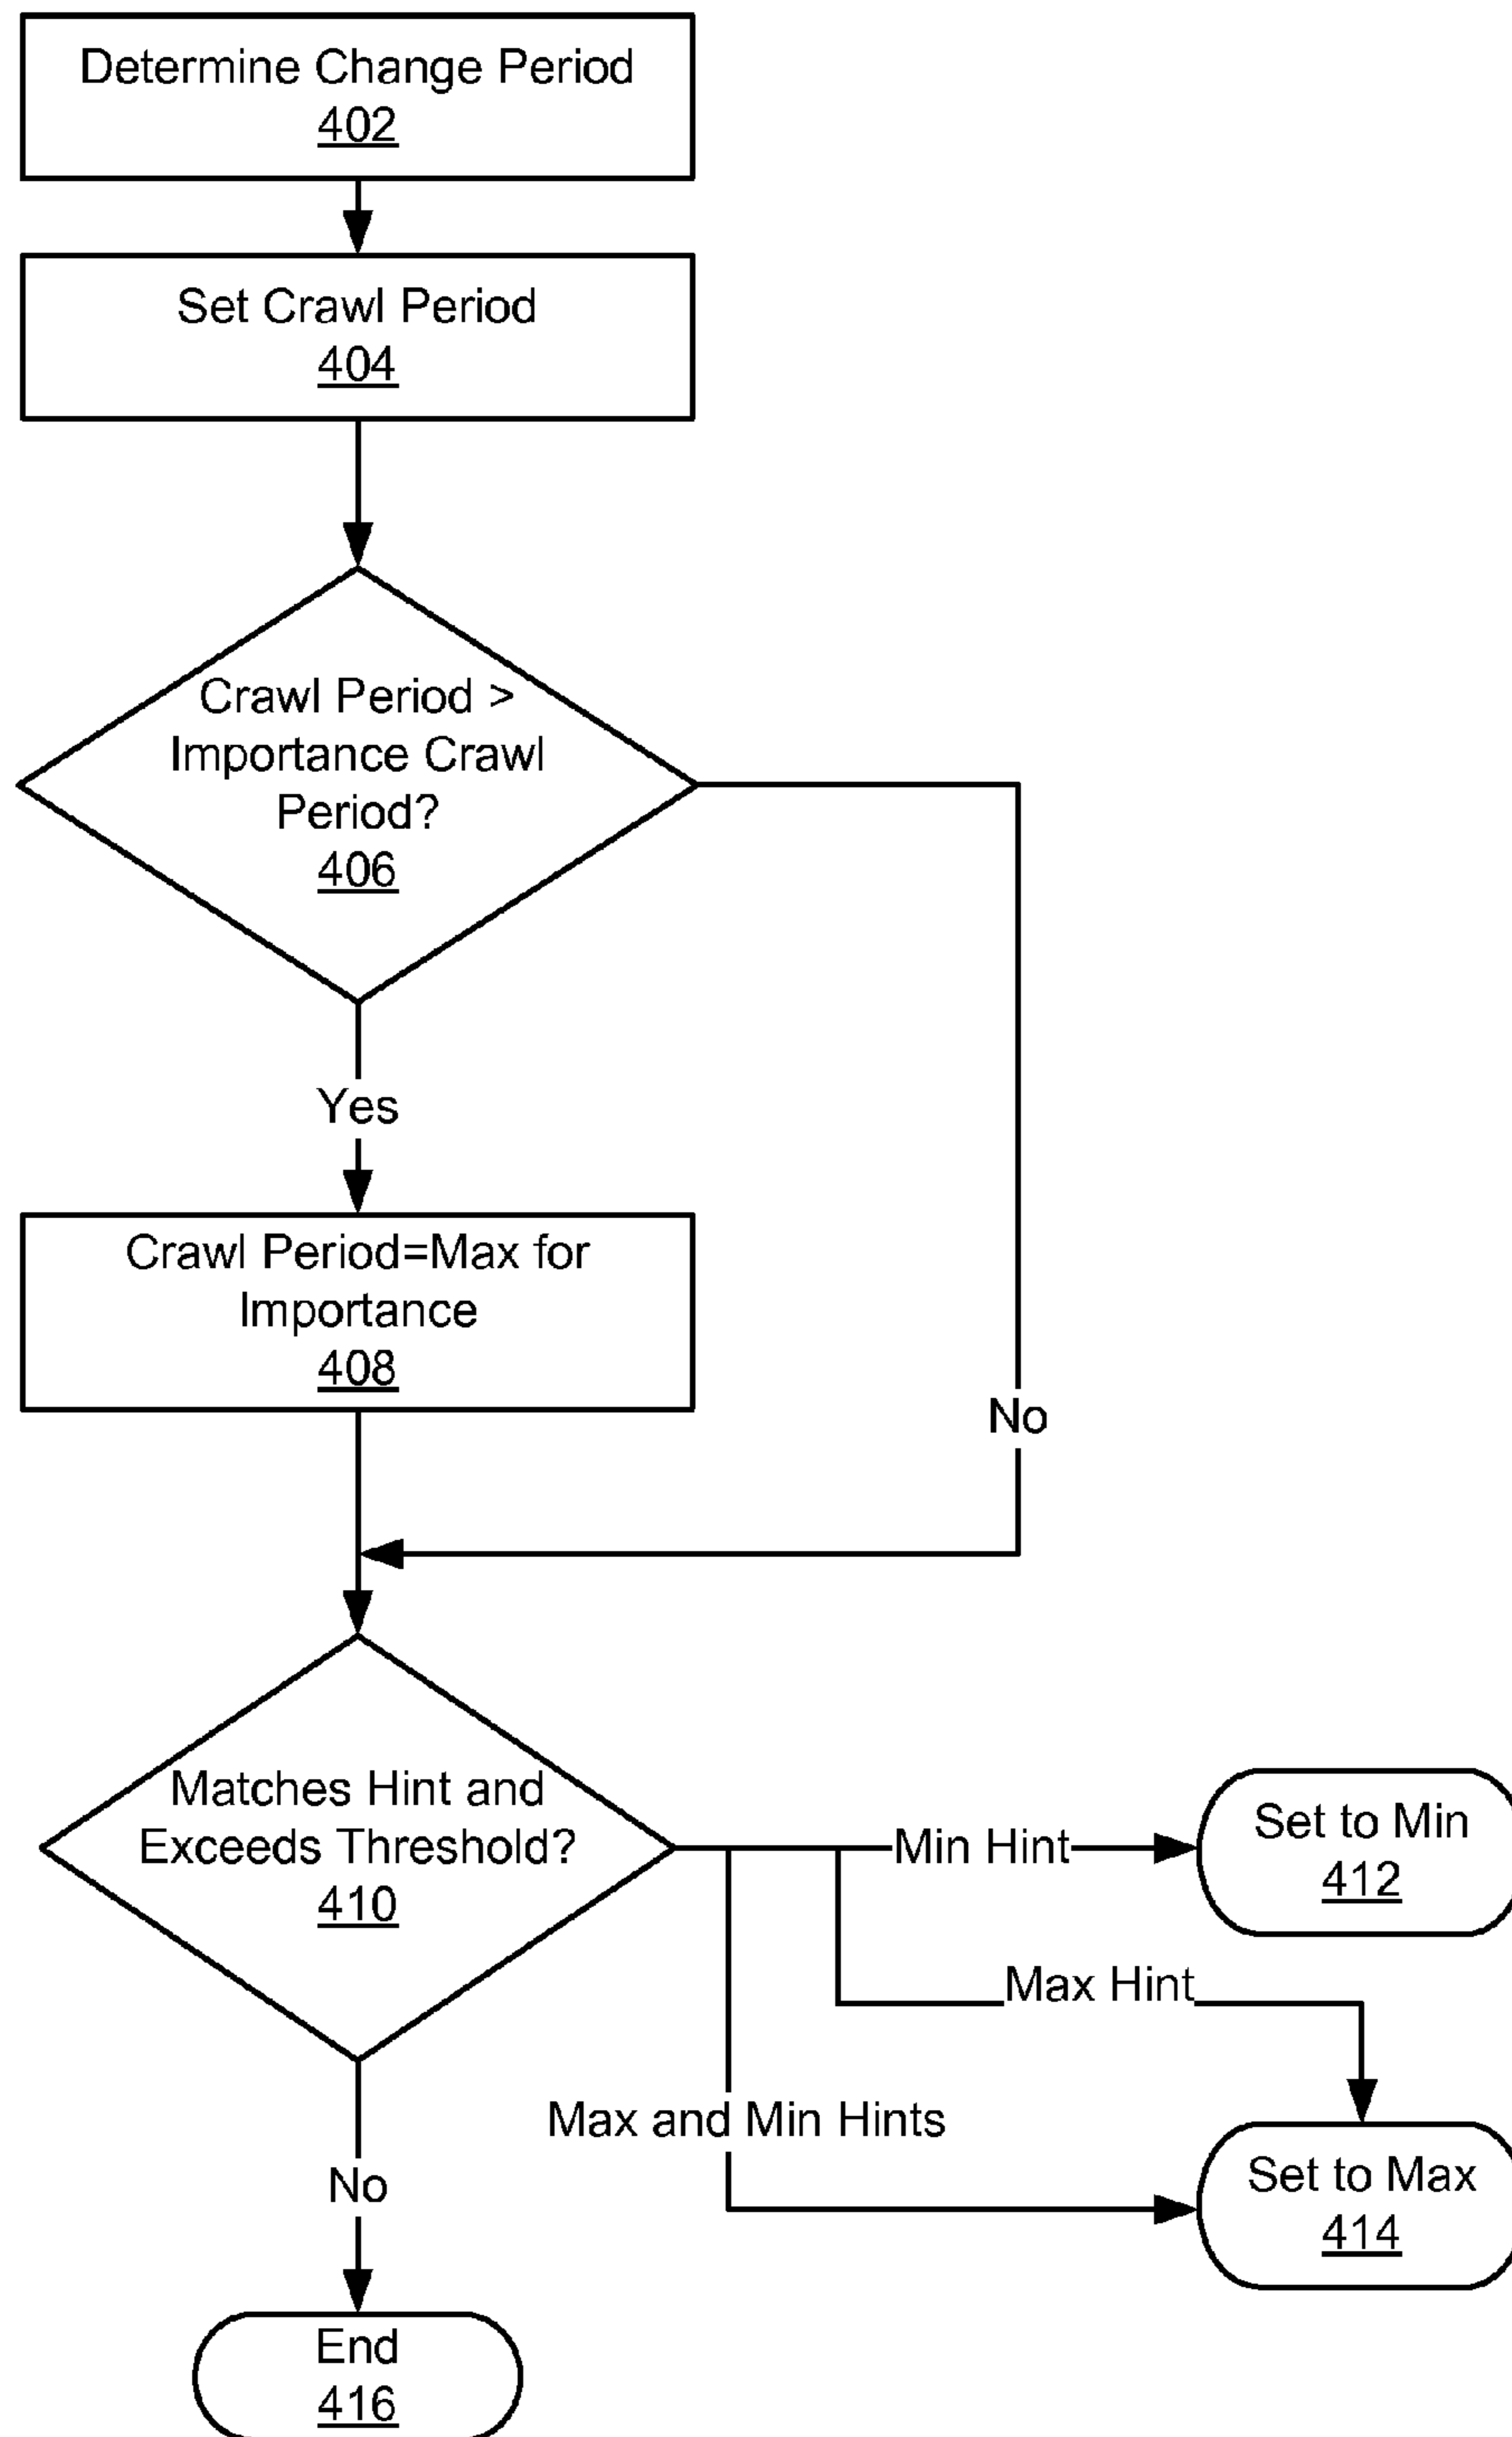 Determine Change Period
402
Set Crawl Period
404
Crawl Period >
Importance Crawl
Period?
406
Yes
Crawl Period=Max for
Importance
408
No
Matches Hint and
Exceeds Threshold?
410
Min Hint
Set to Min
412
Max Hint
Max and Min Hints
Set to Max
414
No
End
416